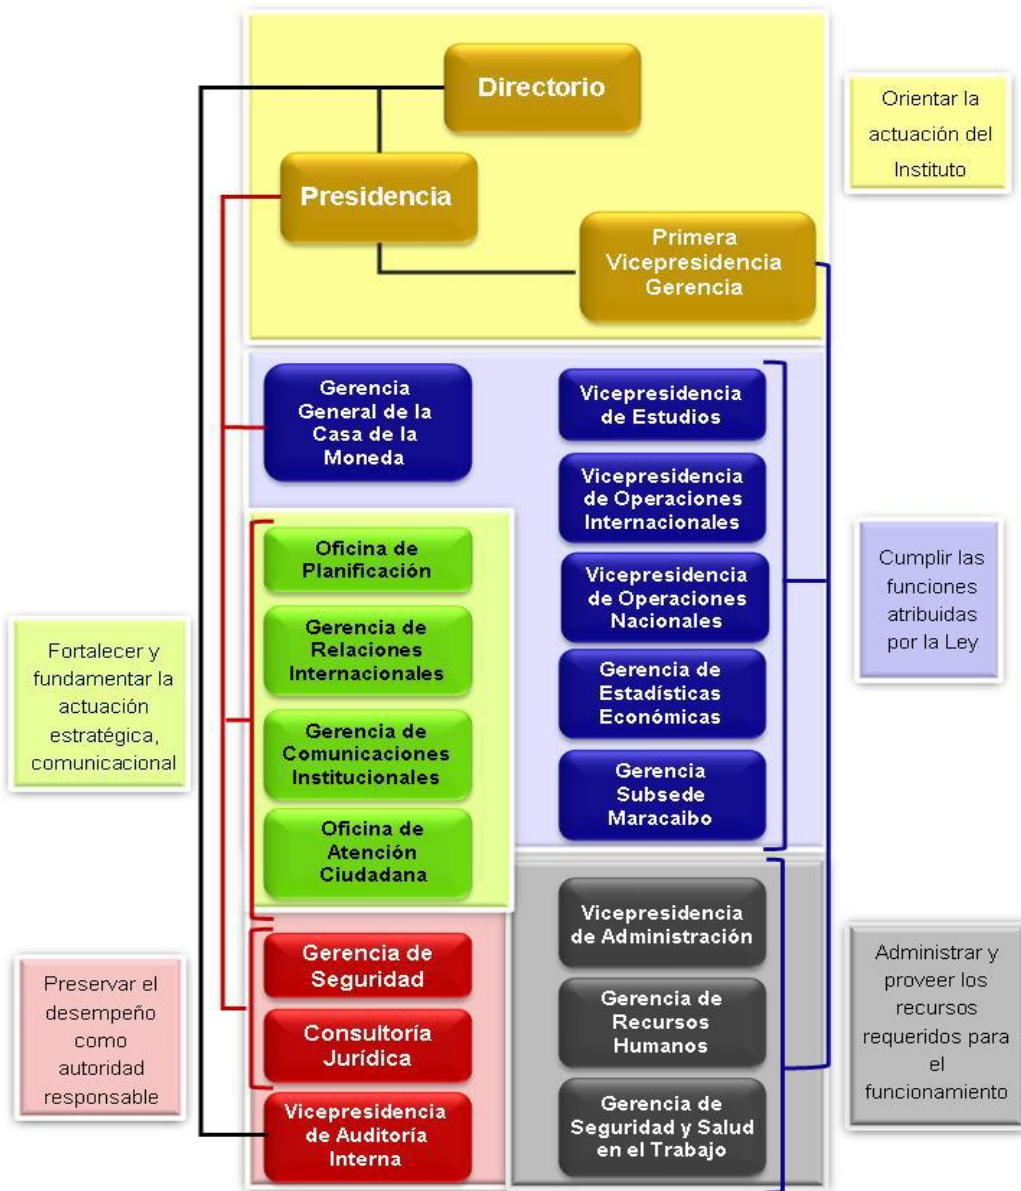 Directorio
Orientar la
actuación del
Instituto
Presidencia
Primera
Vicepresidencia
Gerencia
Gerencia
General de la
Casa de la
Moneda
Vicepresidencia
de Estudios
Vicepresidencia
de Operaciones
Internacionales
Oficina de
Planificación
Vicepresidencia
de Operaciones
Nacionales
Cumplir las
funciones
atribuidas
por la Ley
Gerencia de
Relaciones
Internacionales
Fortalecer y
fundamentar la
actuación
estratégica,
comunicacional
Gerencia de
Estadísticas
Económicas
Gerencia de
Comunicaciones
Institucionales
Gerencia
Subsede
Maracaibo
Oficina de
Atención
Ciudadana
Vicepresidencia
de Administración
Gerencia de
Seguridad
Preservar el
desempeño
como
autoridad
responsable
Administrar y
proveer los
recursos
requeridos para
el
funcionamiento
Gerencia de
Recursos
Humanos
Consultoría
Jurídica
Vicepresidencia
de Auditoría
Interna
Gerencia de
Seguridad y Salud
en el Trabajo